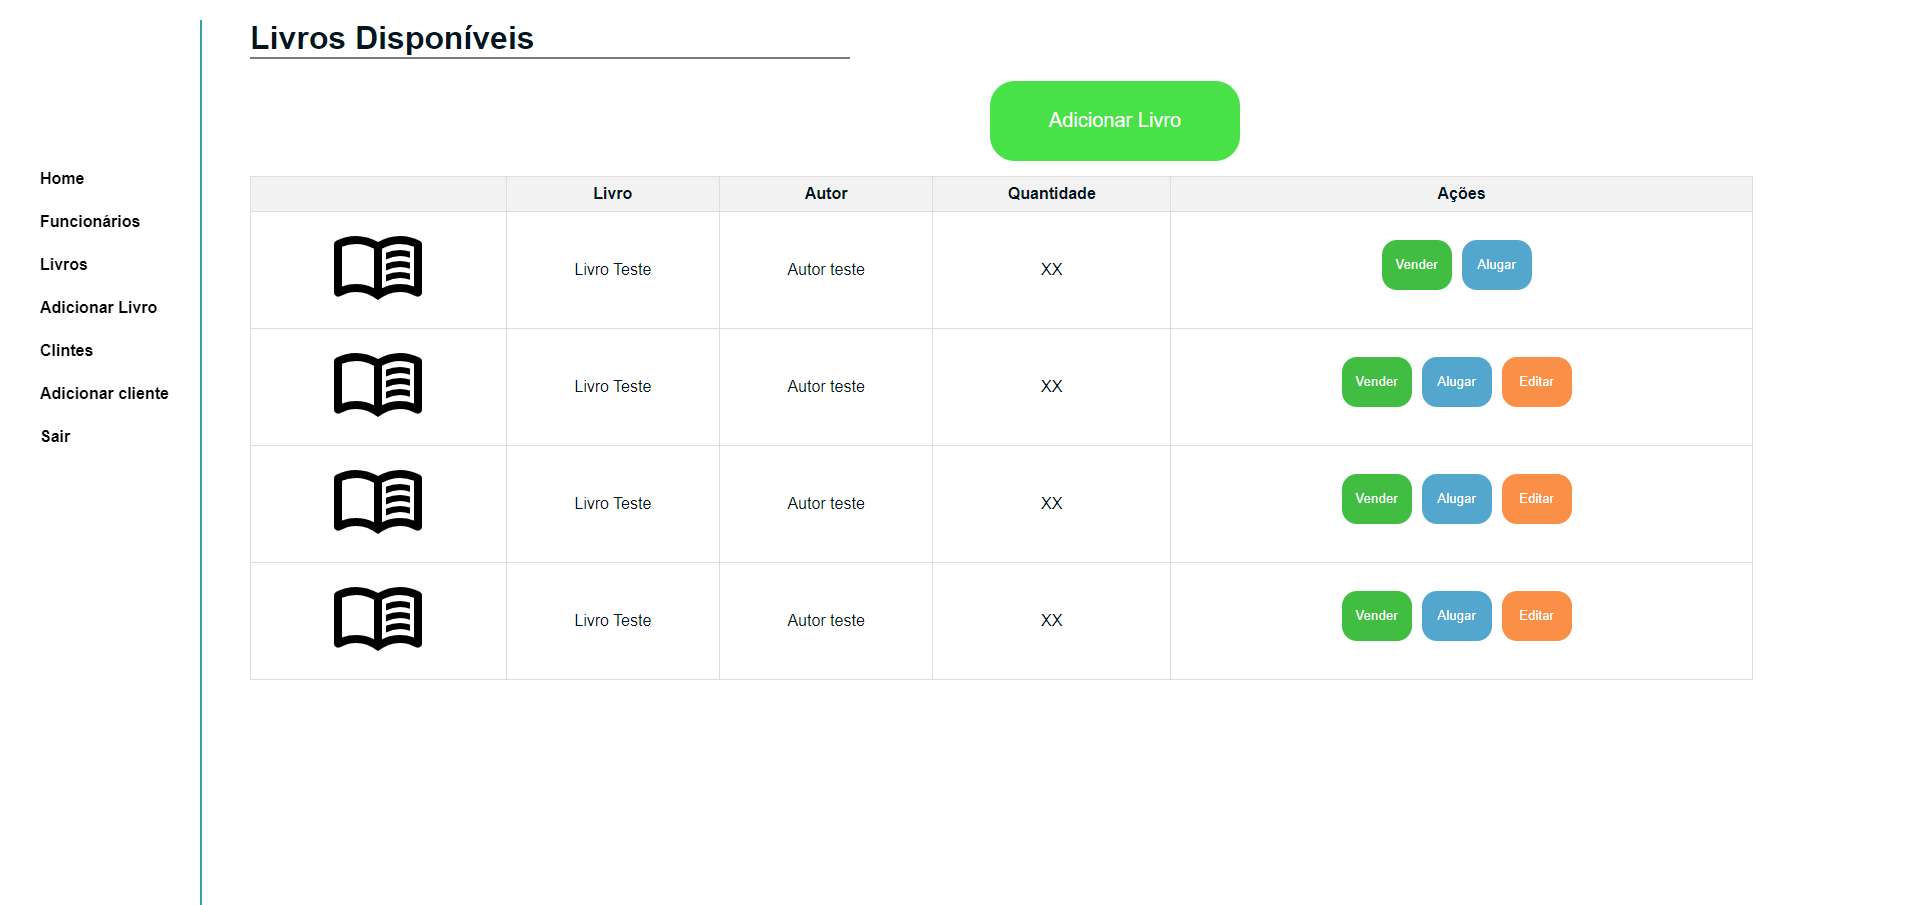 Livros Disponíveis
Adicionar Livro
Home
Funcionários
Livros
Adicionar Livro
Clintes
Adicionar cliente
Sair
Livro Autor Quantidade Ações
Livro Teste Autor teste XX Vender Alugar
Livro Teste Autor teste XX Vender Alugar Editar
Livro Teste Autor teste XX Vender Alugar Editar
Livro Teste Autor teste XX Vender Alugar Editar